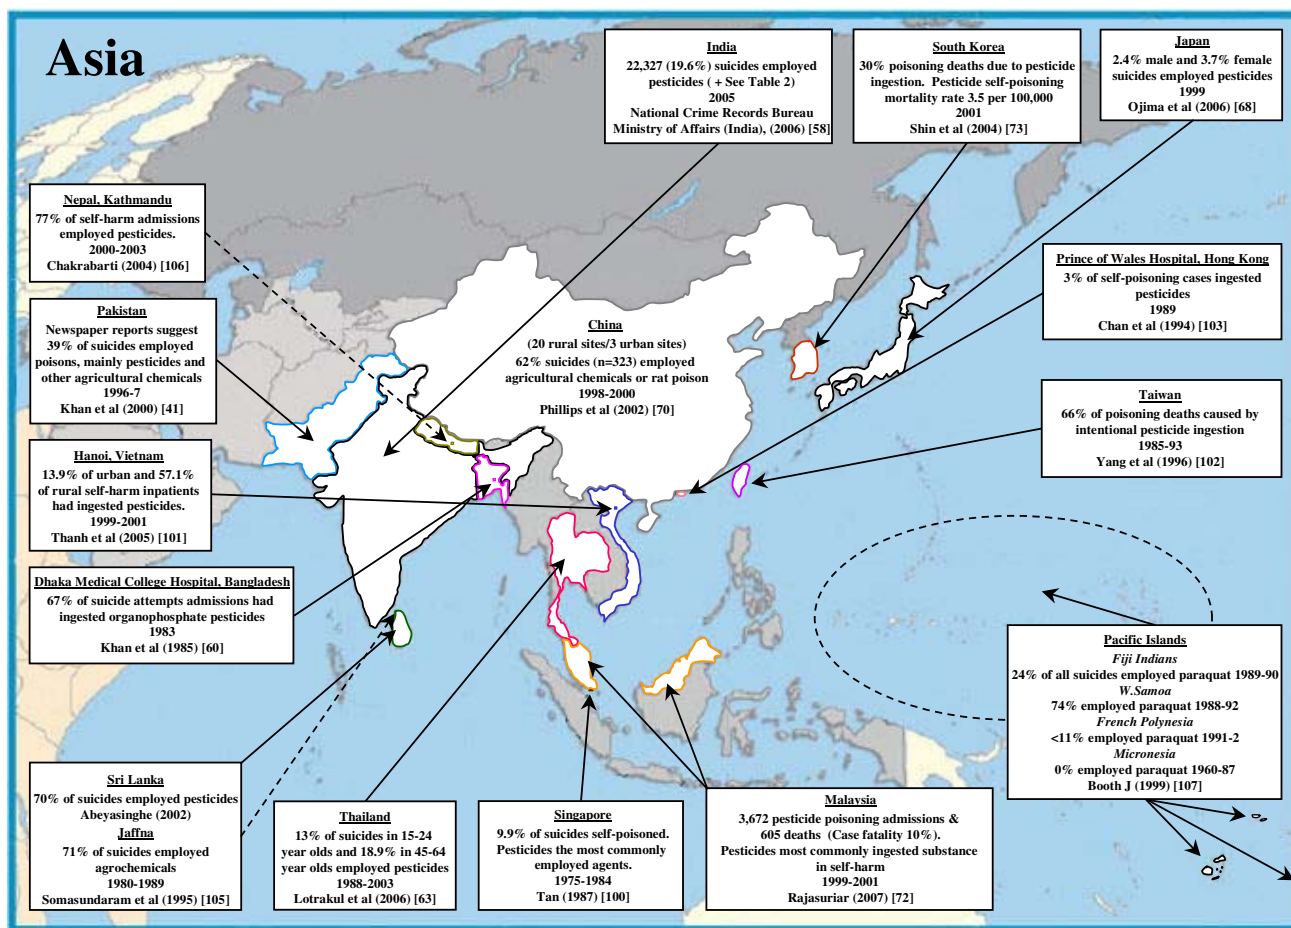 Asia
India
22,327 (19.6%) suicides employed
pesticides ( + See Table 2)
2005
National Crime Records Bureau
Ministry of Affairs (India), (2006) [58]
South Korea
30% poisoning deaths due to pesticide
ingestion.  Pesticide self-poisoning
mortality rate 3.5 per 100,000
2001
Shin et al (2004) [73]
Japan
2.4% male and 3.7% female
suicides employed pesticides
1999
Ojima et al (2006) [68]
Nepal, Kathmandu
77% of self-harm admissions
employed pesticides.
2000-2003
Chakrabarti (2004) [106]
Prince of Wales Hospital, Hong Kong
3% of self-poisoning cases ingested
pesticides
1989
Chan et al (1994) [103]
Pakistan
Newspaper reports suggest
39% of suicides employed
poisons, mainly pesticides and
other agricultural chemicals
1996-7
Khan et al (2000) [41]
China
(20 rural sites/3 urban sites)
62% suicides (n=323) employed
agricultural chemicals or rat poison
1998-2000
Phillips et al (2002) [70]
Taiwan
66% of poisoning deaths caused by
intentional pesticide ingestion
1985-93
Yang et al (1996) [102]
Hanoi, Vietnam
13.9% of urban and 57.1%
of rural self-harm inpatients
had ingested pesticides.
1999-2001
Thanh et al (2005) [101]
Dhaka Medical College Hospital, Bangladesh
67% of suicide attempts admissions had
ingested organophosphate pesticides
1983
Khan et al (1985) [60]
Pacific Islands
Fiji Indians
24% of all suicides employed paraquat 1989-90
W.Samoa
74% employed paraquat 1988-92
French Polynesia
<11% employed paraquat 1991-2
Micronesia
0% employed paraquat 1960-87
Booth J (1999) [107]
Sri Lanka
70% of suicides employed pesticides
Abeyasinghe (2002)
Jaffna
71% of suicides employed
agrochemicals
1980-1989
Somasundaram et al (1995) [105]
Thailand
13% of suicides in 15-24
year olds and 18.9% in 45-64
year olds employed pesticides
1988-2003
Lotrakul et al (2006) [63]
Singapore
9.9% of suicides self-poisoned.
Pesticides the most commonly
employed agents.
1975-1984
Tan (1987) [100]
Malaysia
3,672 pesticide poisoning admissions &
605 deaths  (Case fatality 10%).
Pesticides most commonly ingested substance
in self-harm
1999-2001
Rajasuriar (2007) [72]